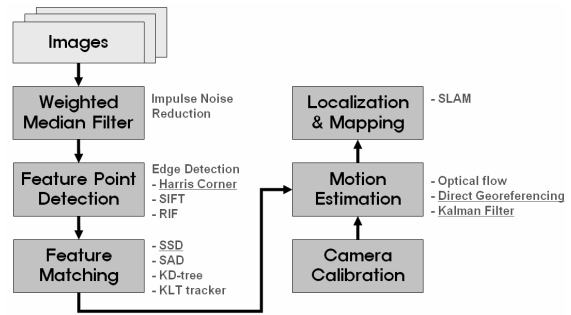 Images
Weighted
Median Filter
Impulse Noise
Reduction
Feature Point
Detection
Edge Detection
- Harris Corner
- SIFT
- RIF
Feature
Matching
- SSD
- SAD
- KD-tree
- KLT tracker
Localization
& Mapping
- SLAM
Motion
Estimation
- Optical flow
- Direct Georeferencing
- Kalman Filter
Camera
Calibration